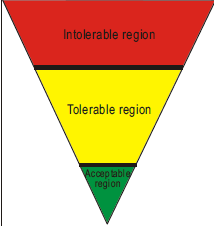 Intolerable region
Tolerable region
Acceptable
region